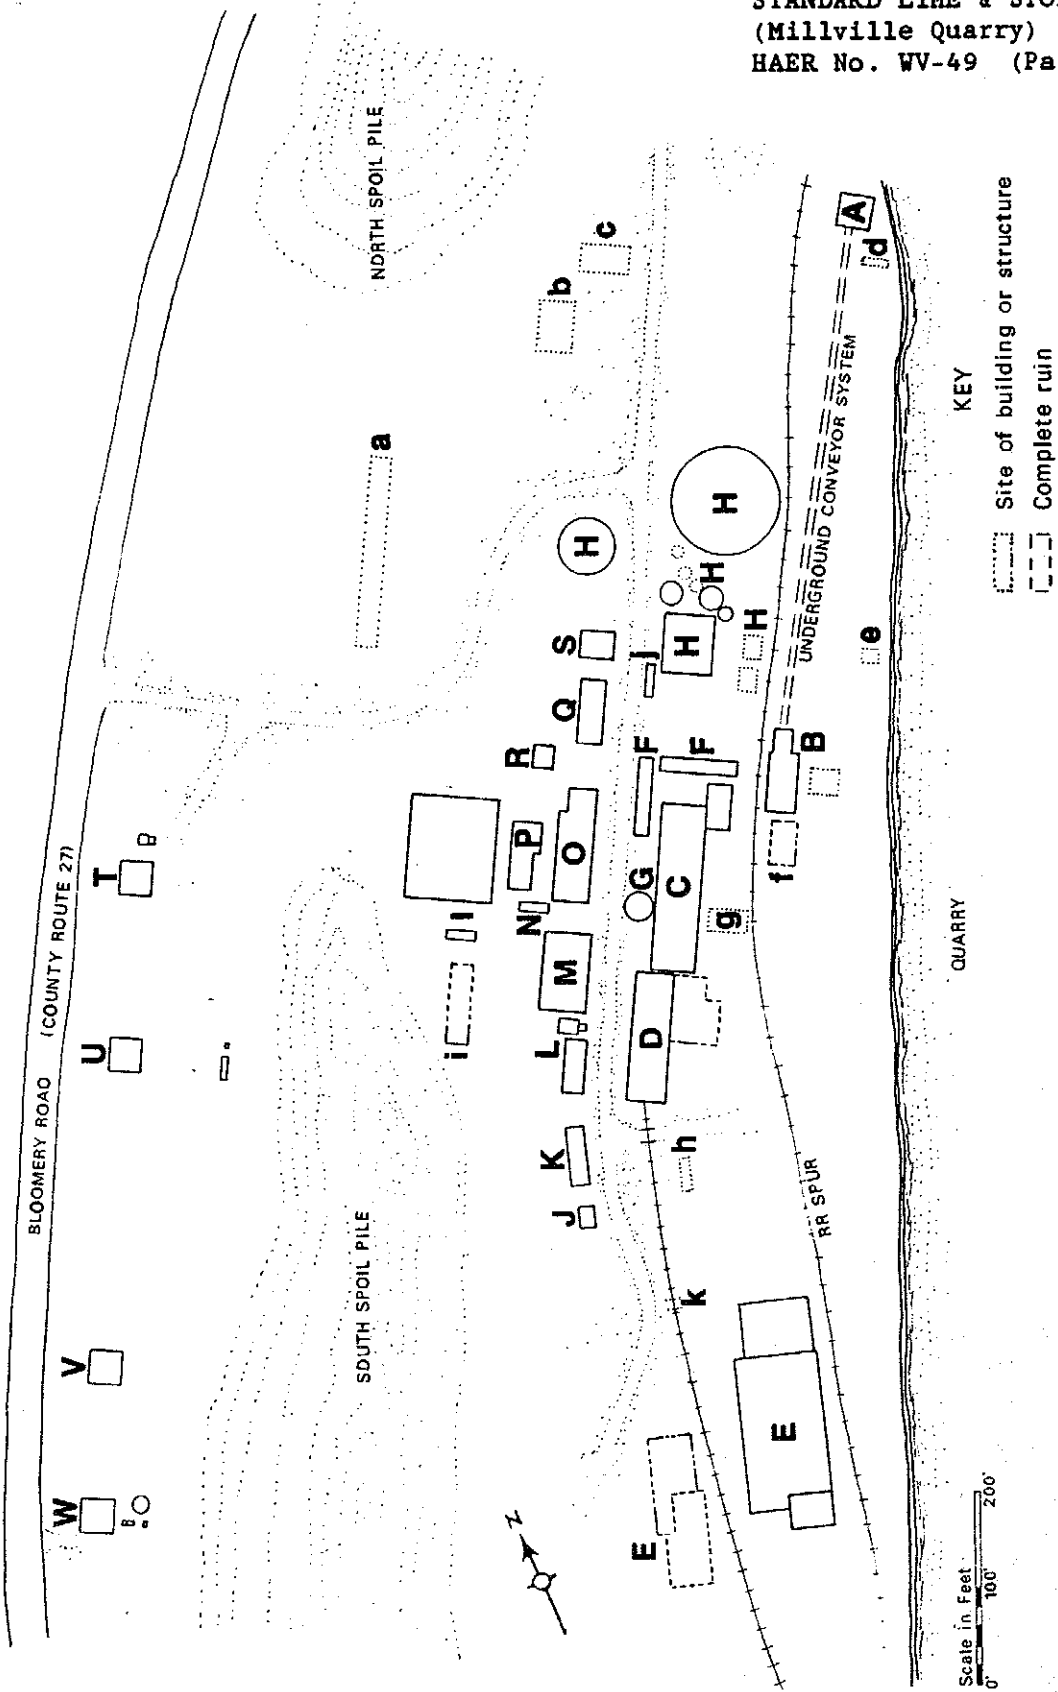 STANDARD LIME & STO
(Millville Quarry)
HAER No. WV-49 (Pa
BLOOMERY ROAD (COUNTY ROUTE 27)
NORTH SPOIL PILE
SOUTH SPOIL PILE
W
V
U
T
a
b
c
A
d
S
H
H
H
H
H
j
Q
R
F
F
B
e
UNDERGROUND CONVEYOR SYSTEM
P
O
G
C
f
g
N
I
M
i
L
D
K
J
h
k
RR SPUR
E
E
N
QUARRY
KEY
Site of building or structure
Complete ruin
Scale in Feet
0' 100' 200'